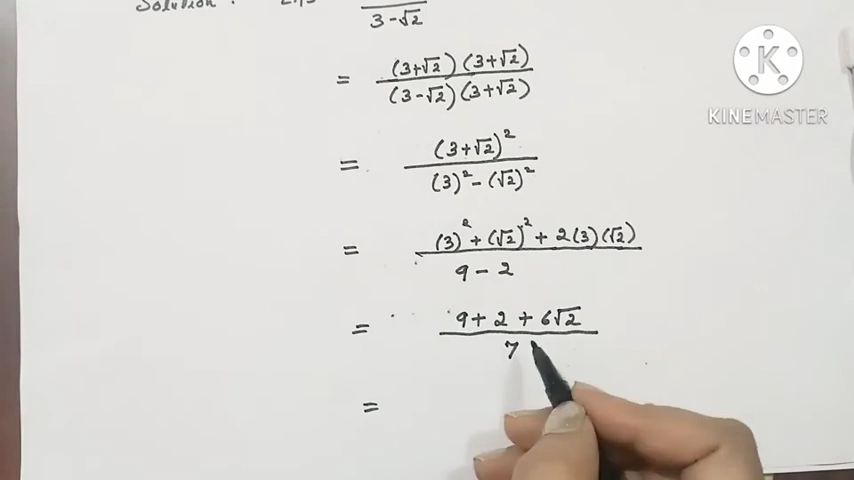 Solution :
3 - √2
= (3+√2) (3+√2)
(3-√2) (3+√2)
= (3+√2)²
(3)² - (√2)²
= (3)² + (√2)² + 2(3)(√2)
9 - 2
= 9 + 2 + 6√2
7
=
K
KINEMASTER